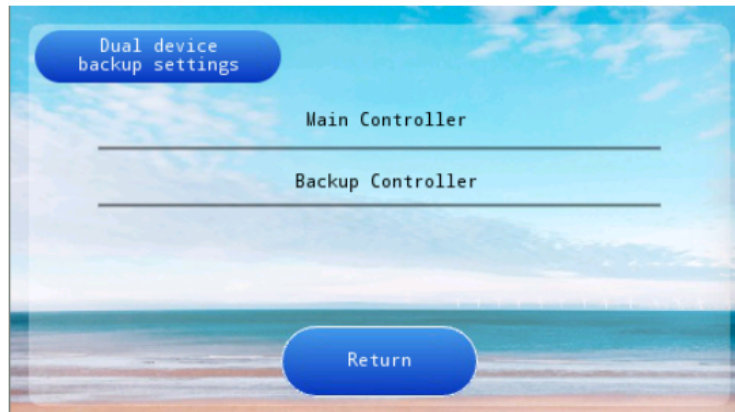 Dual device
backup settings
Main Controller
Backup Controller
Return